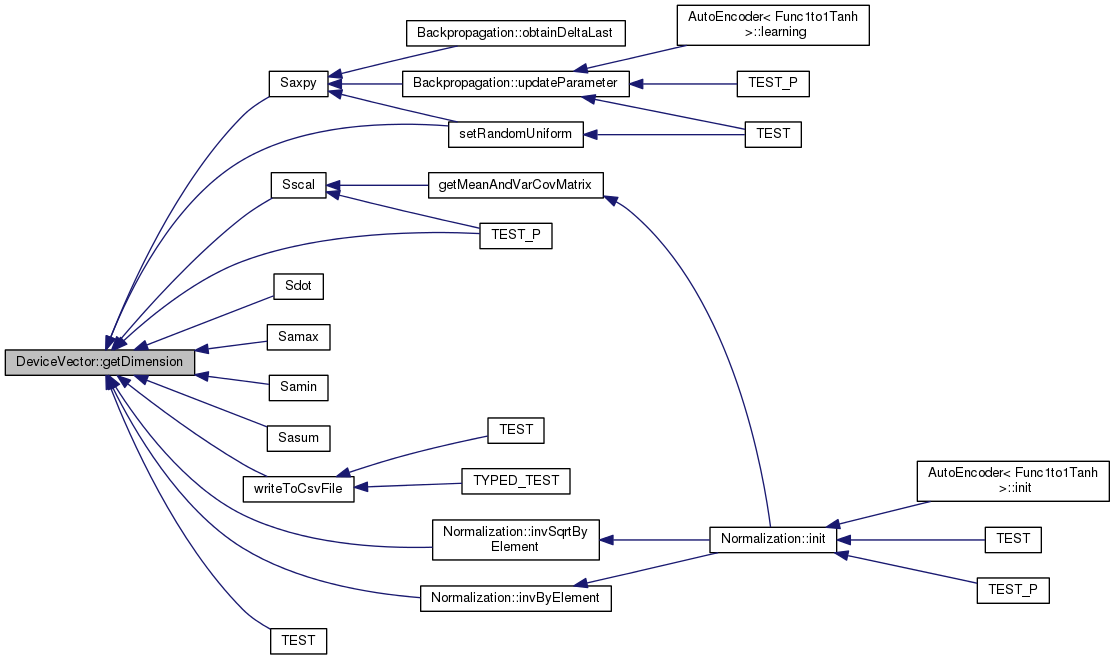 Backpropagation::obtainDeltaLast
AutoEncoder< Func1to1Tanh
>::learning
Saxpy
Backpropagation::updateParameter
TEST_P
setRandomUniform
TEST
Sscal
getMeanAndVarCovMatrix
TEST_P
Sdot
Samax
DeviceVector::getDimension
Samin
Sasum
TEST
writeToCsvFile
TYPED_TEST
AutoEncoder< Func1to1Tanh
>::init
Normalization::invSqrtBy
Element
Normalization::init
TEST
Normalization::invByElement
TEST_P
TEST